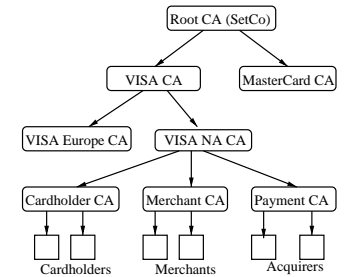 Root CA (SetCo)
VISA CA
MasterCard CA
VISA Europe CA
VISA NA CA
Cardholder CA
Merchant CA
Payment CA
Cardholders
Merchants
Acquirers